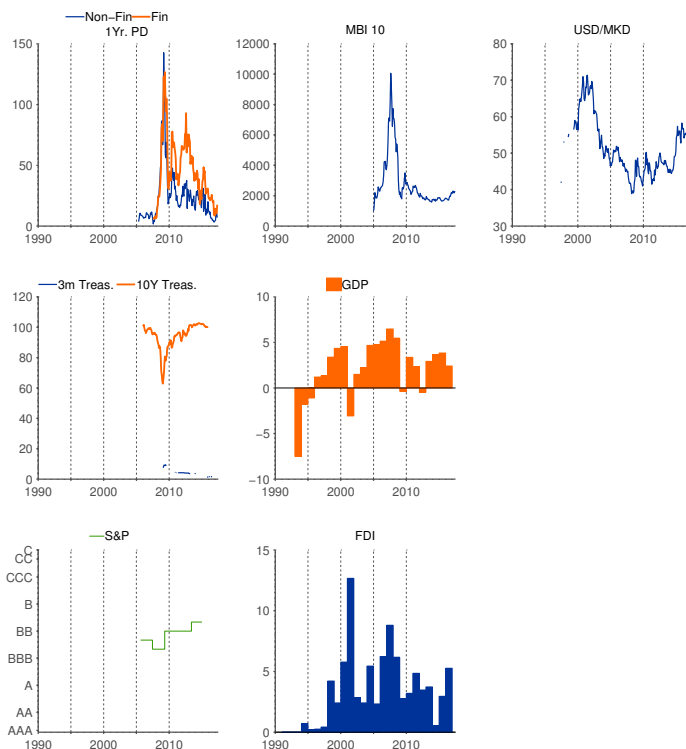 Non-Fin Fin
1Yr. PD
150
100
50
0
1990 2000 2010
MBI 10
12000
10000
8000
6000
4000
2000
0
1990 2000 2010
USD/MKD
80
70
60
50
40
30
1990 2000 2010
3m Treas. 10Y Treas.
120
100
80
60
40
20
0
1990 2000 2010
GDP
10
5
0
−5
−10
1990 2000 2010
S&P
C
CC
CCC
B
BB
BBB
A
AA
AAA
1990 2000 2010
FDI
15
10
5
0
1990 2000 2010